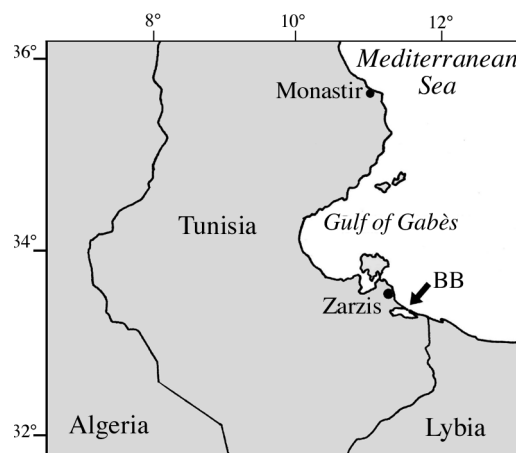 8° 10° 12°
36°
Mediterranean
Sea
Monastir
Tunisia
Gulf of Gabès
34°
BB
Zarzis
Algeria
Lybia
32°